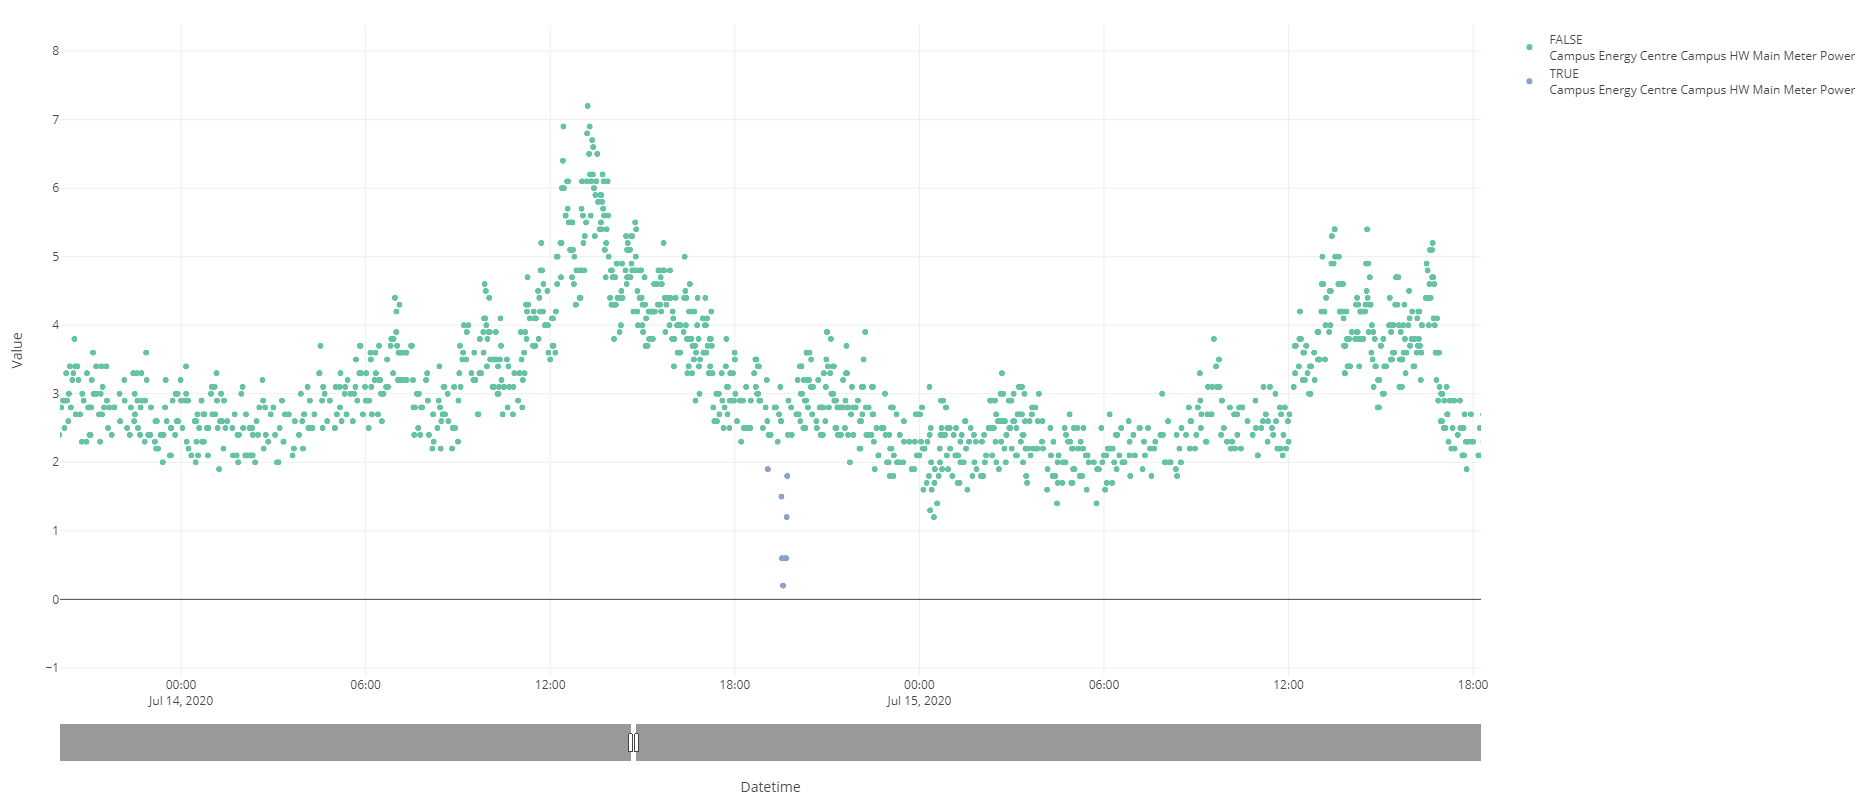 8
7
6
5
4
3
2
1
0
−1
Value
00:00
Jul 14, 2020
06:00
12:00
18:00
00:00
Jul 15, 2020
06:00
12:00
18:00
Datetime
FALSE
Campus Energy Centre Campus HW Main Meter Power
TRUE
Campus Energy Centre Campus HW Main Meter Power